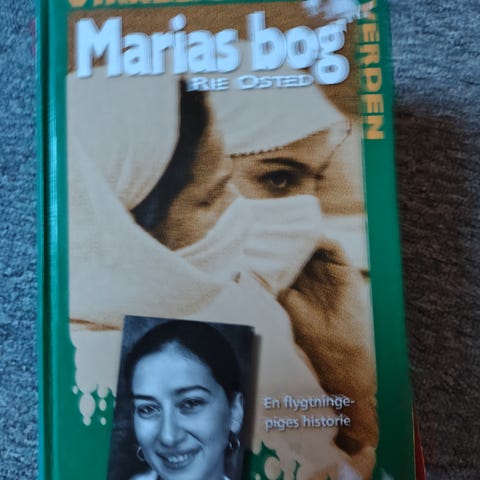 Marias bog
RIE OSTED
VERDEN
En flygtninge-
piges historie